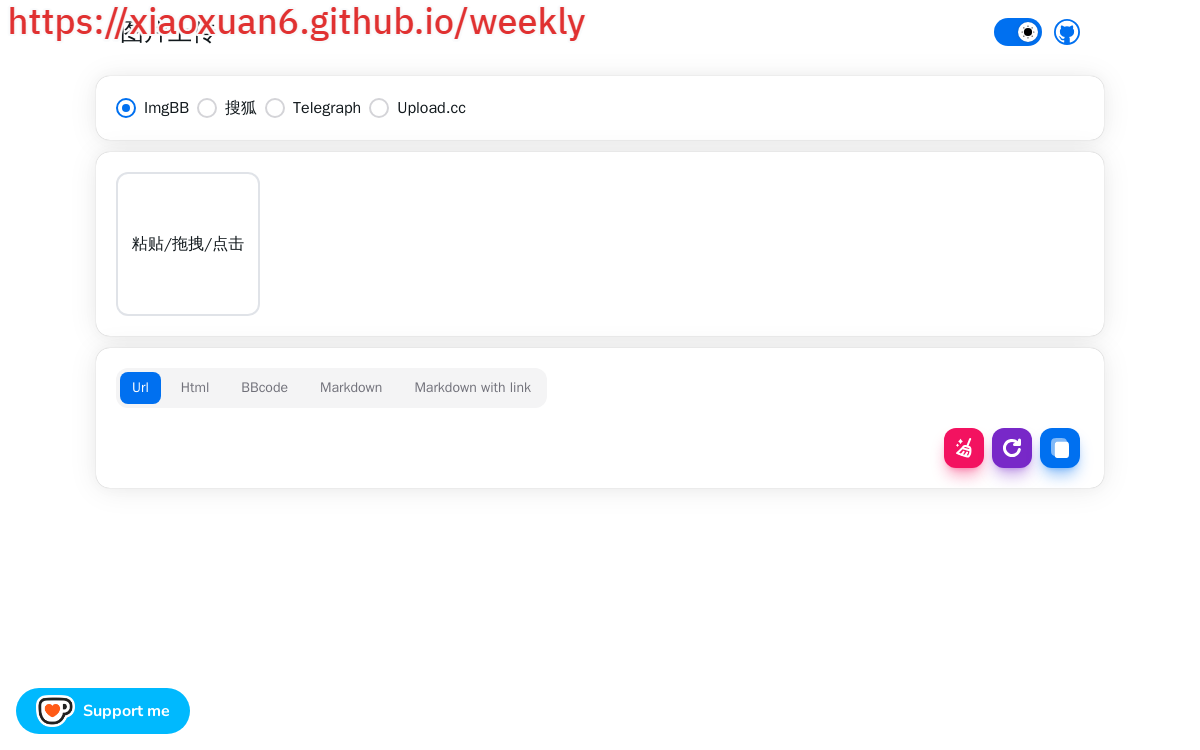 https://xiaoxuan6.github.io/weekly
图片上传
ImgBB 搜狐 Telegraph Upload.cc
粘贴/拖拽/点击
Url Html BBcode Markdown Markdown with link
Support me